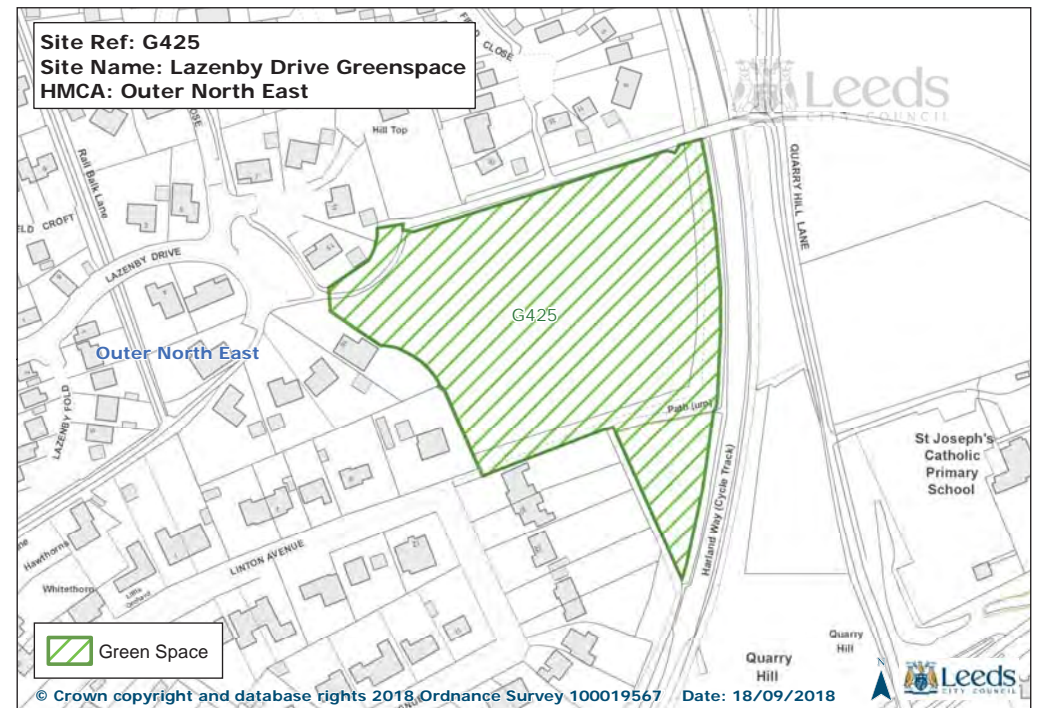 Site Ref: G425
Site Name: Lazenby Drive Greenspace
HMCA: Outer North East
CLOSE
Leeds
CITY COUNCIL
Hill Top
Rail Balk Lane
QUARRY HILL LANE
LAZENBY DRIVE
G425
Outer North East
LAZENBY FOLD
Path (um)
St Joseph's
Catholic
Primary
School
Harland Way (Cycle Track)
Hawthorns
LINTON AVENUE
Whitethorn
Little
Orchard
Green Space
Quarry
Hill
Quarry
Hill
N
Leeds
CITY COUNCIL
© Crown copyright and database rights 2018 Ordnance Survey 100019567 Date: 18/09/2018